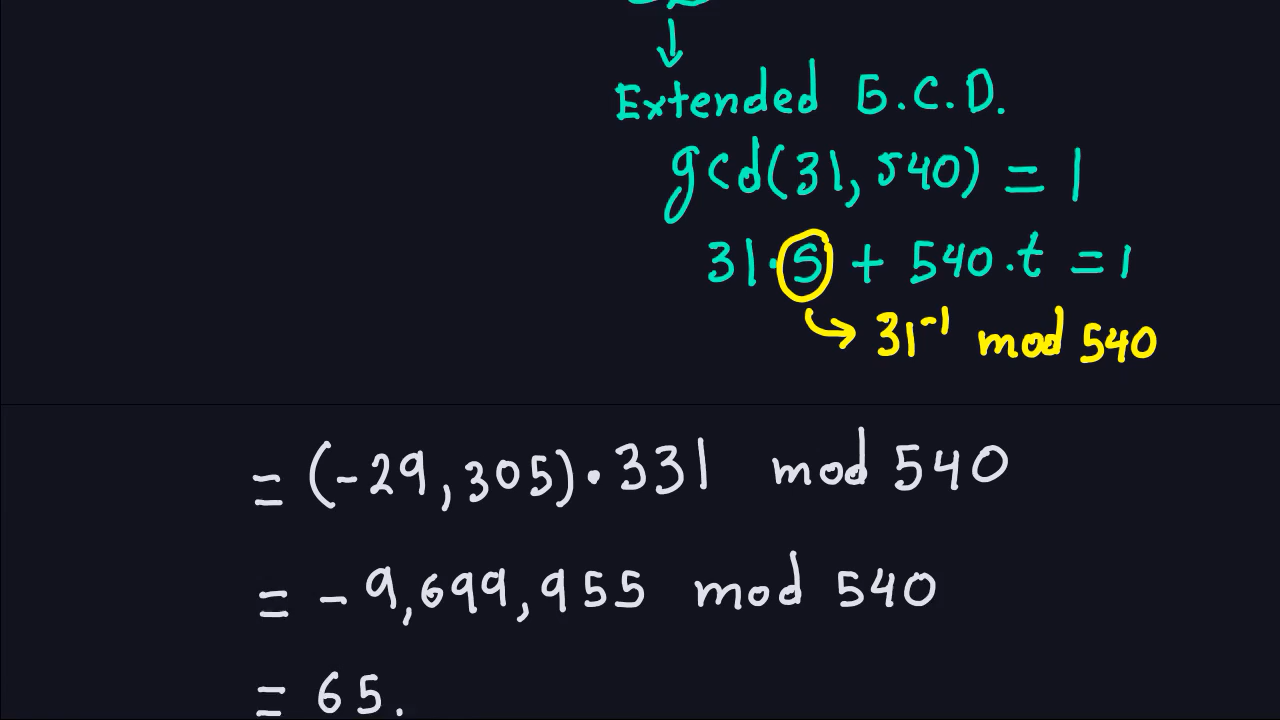 Extended G.C.D.
gcd(31, 540) = 1
31·s + 540·t = 1
31⁻¹ mod 540
= (-29,305)·331 mod 540
= -9,699,955 mod 540
= 65.